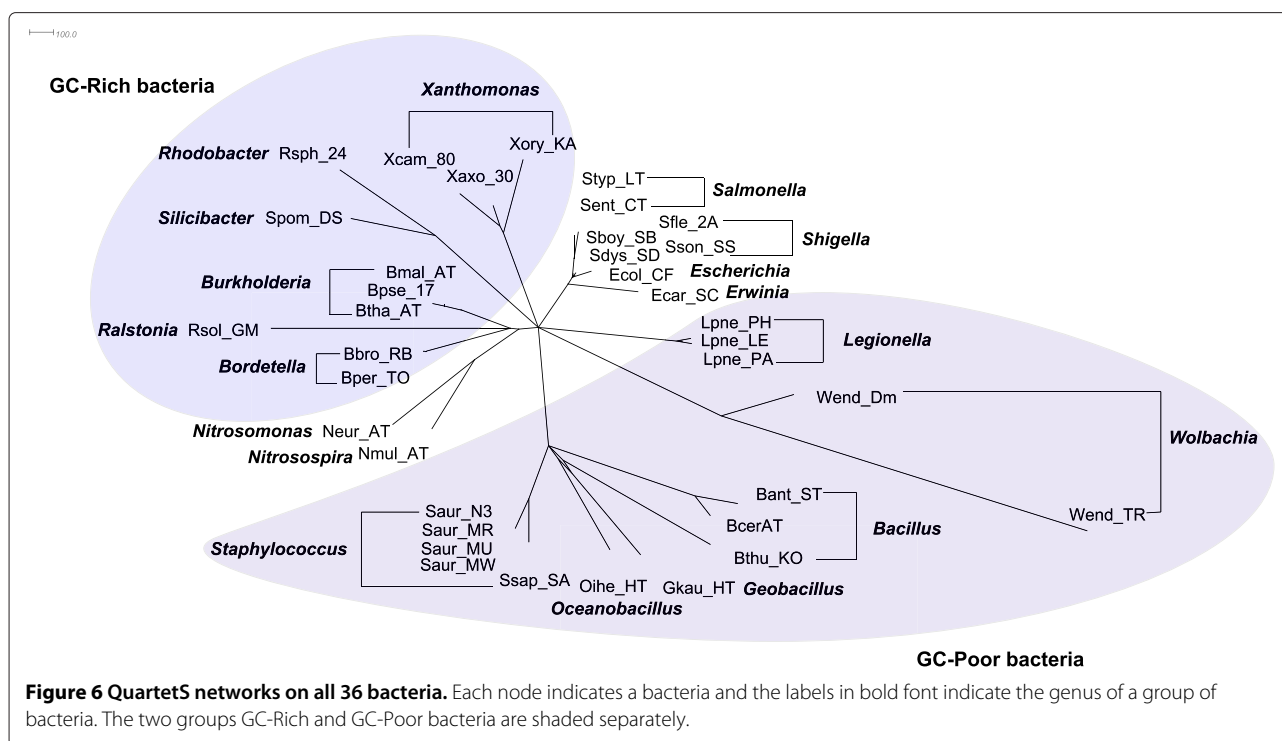 100.0
GC-Rich bacteria
Xanthomonas
Xory_KA
Rhodobacter Rsph_24
Xcam_80
Xaxo_30
Styp_LT
Salmonella
Sent_CT
Silicibacter Spom_DS
Sfle_2A
Sboy_SB
Sson_SS
Shigella
Sdys_SD
Ecol_CF Escherichia
Burkholderia
Bmal_AT
Bpse_17
Btha_AT
Ecar_SC Erwinia
Ralstonia Rsol_GM
Lpne_PH
Lpne_LE
Legionella
Lpne_PA
Bordetella
Bbro_RB
Bper_TO
Wend_Dm
Nitrosomonas Neur_AT
Wolbachia
Nitrosospira Nmul_AT
Bant_ST
Wend_TR
Saur_N3
Saur_MR
BcerAT
Bacillus
Staphylococcus
Saur_MU
Saur_MW
Bthu_KO
Ssap_SA
Oihe_HT
Gkau_HT Geobacillus
Oceanobacillus
GC-Poor bacteria
Figure 6 QuartetS networks on all 36 bacteria. Each node indicates a bacteria and the labels in bold font indicate the genus of a group of
bacteria. The two groups GC-Rich and GC-Poor bacteria are shaded separately.